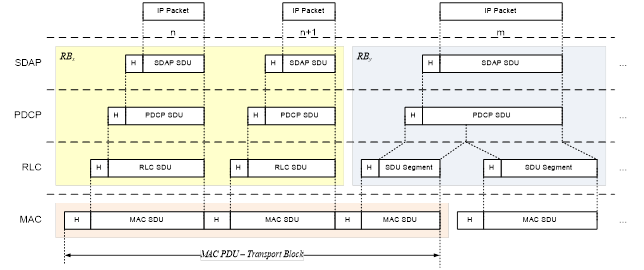 IP Packet IP Packet IP Packet
n n+1 m
RBx RBy
SDAP H SDAP SDU H SDAP SDU H SDAP SDU ...
PDCP H PDCP SDU H PDCP SDU H PDCP SDU ...
RLC H RLC SDU H RLC SDU H SDU Segment H SDU Segment ...
MAC H MAC SDU H MAC SDU H MAC SDU H MAC SDU ...
MAC PDU – Transport Block